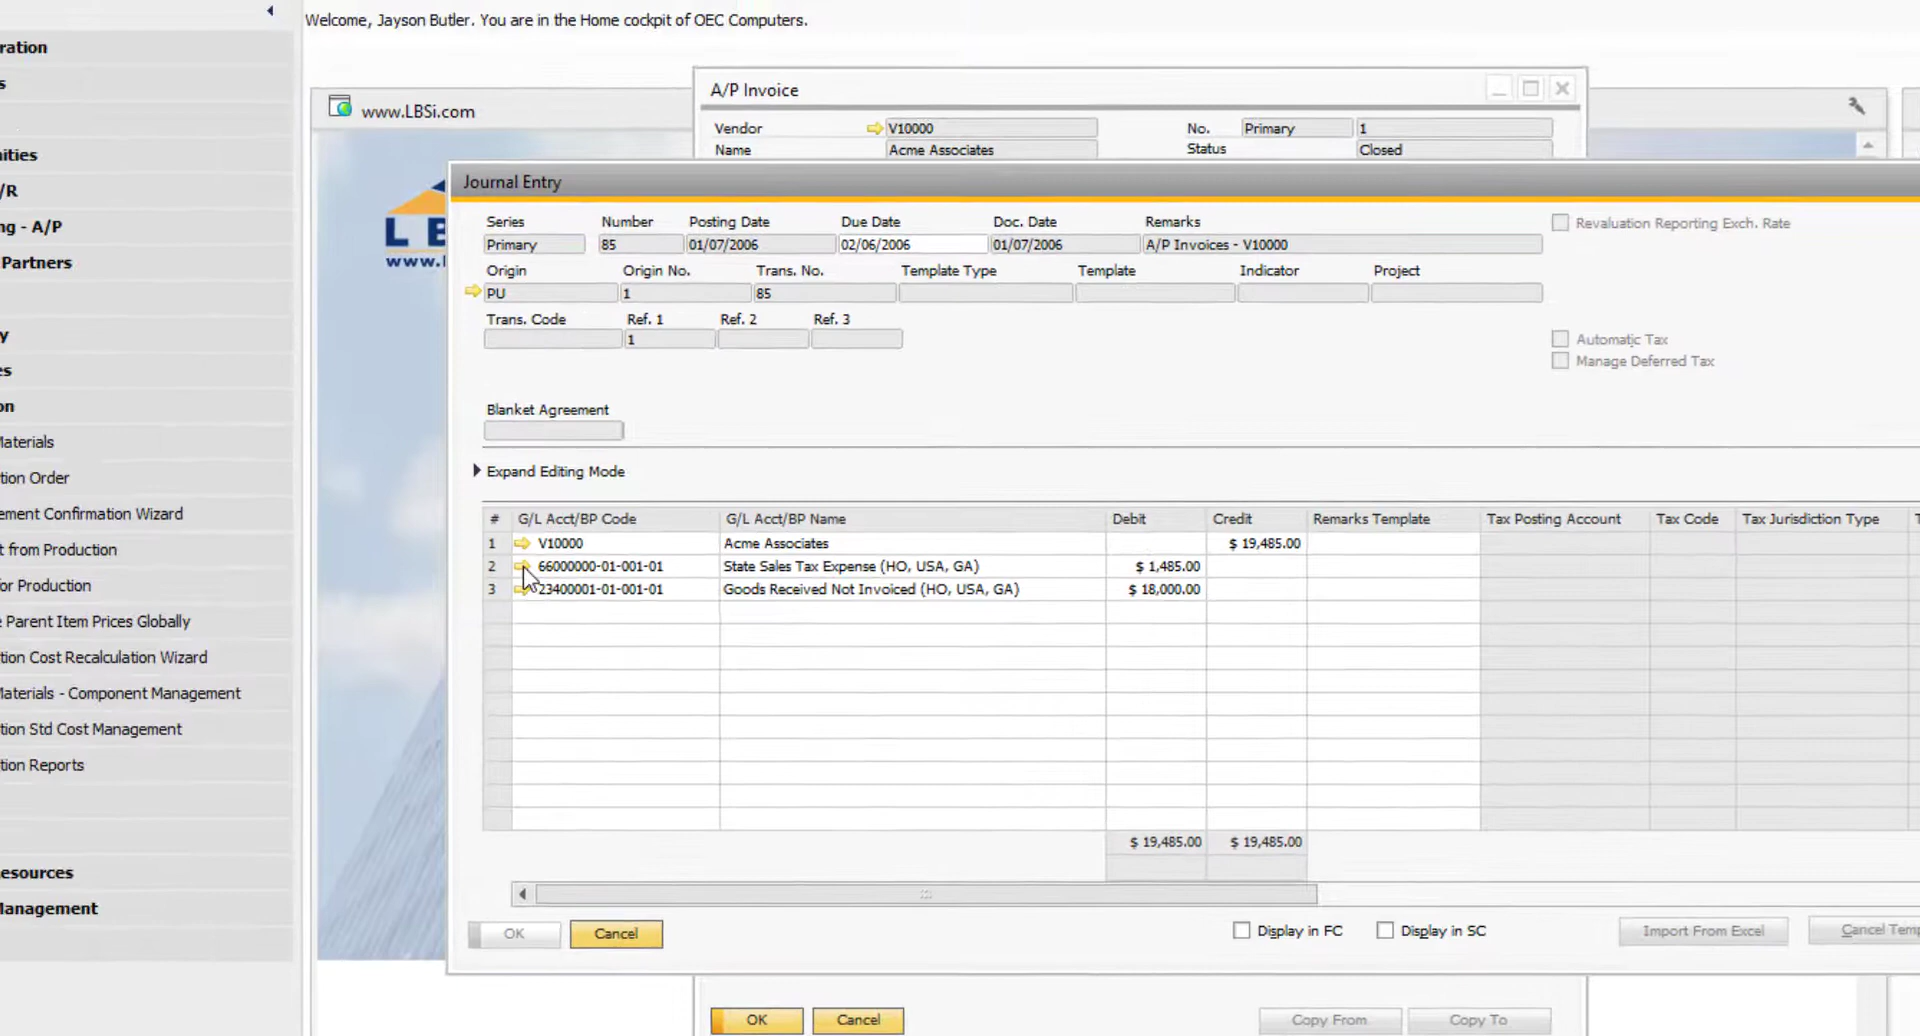 Welcome, Jayson Butler. You are in the Home cockpit of OEC Computers.
ration
s
ities
/R
ng - A/P
Partners
y
es
on
Materials
tion Order
ement Confirmation Wizard
t from Production
for Production
e Parent Item Prices Globally
tion Cost Recalculation Wizard
Materials - Component Management
tion Std Cost Management
tion Reports
esources
Management
www.LBSi.com
L B
www.l
A/P Invoice
Vendor V10000 No. Primary 1
Name Acme Associates Status Closed
Journal Entry
Series Number Posting Date Due Date Doc. Date Remarks
Primary 85 01/07/2006 02/06/2006 01/07/2006 A/P Invoices - V10000
Revaluation Reporting Exch. Rate
Origin Origin No. Trans. No. Template Type Template Indicator Project
PU 1 85
Trans. Code Ref. 1 Ref. 2 Ref. 3
1
Automatic Tax
Manage Deferred Tax
Blanket Agreement
Expand Editing Mode
# G/L Acct/BP Code G/L Acct/BP Name Debit Credit Remarks Template Tax Posting Account Tax Code Tax Jurisdiction Type T
1 V10000 Acme Associates $ 19,485.00
2 66000000-01-001-01 State Sales Tax Expense (HO, USA, GA) $ 1,485.00
3 23400001-01-001-01 Goods Received Not Invoiced (HO, USA, GA) $ 18,000.00
$ 19,485.00 $ 19,485.00
OK Cancel Display in FC Display in SC Import From Excel Cancel Temp
OK Cancel Copy From Copy To